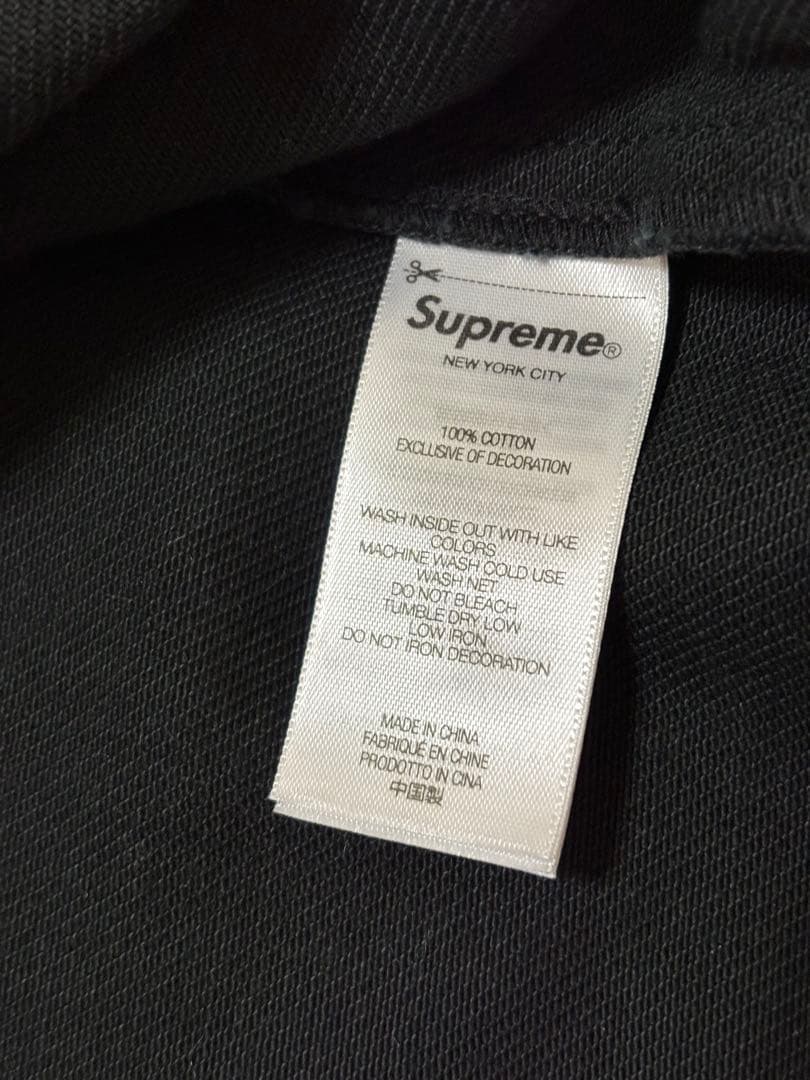 Supreme®
NEW YORK CITY
100% COTTON
EXCLUSIVE OF DECORATION
WASH INSIDE OUT WITH LIKE
COLORS
MACHINE WASH COLD USE
WASH NET
DO NOT BLEACH
TUMBLE DRY LOW
LOW IRON
DO NOT IRON DECORATION
MADE IN CHINA
FABRIQUÉ EN CHINE
PRODOTTO IN CINA
中国製